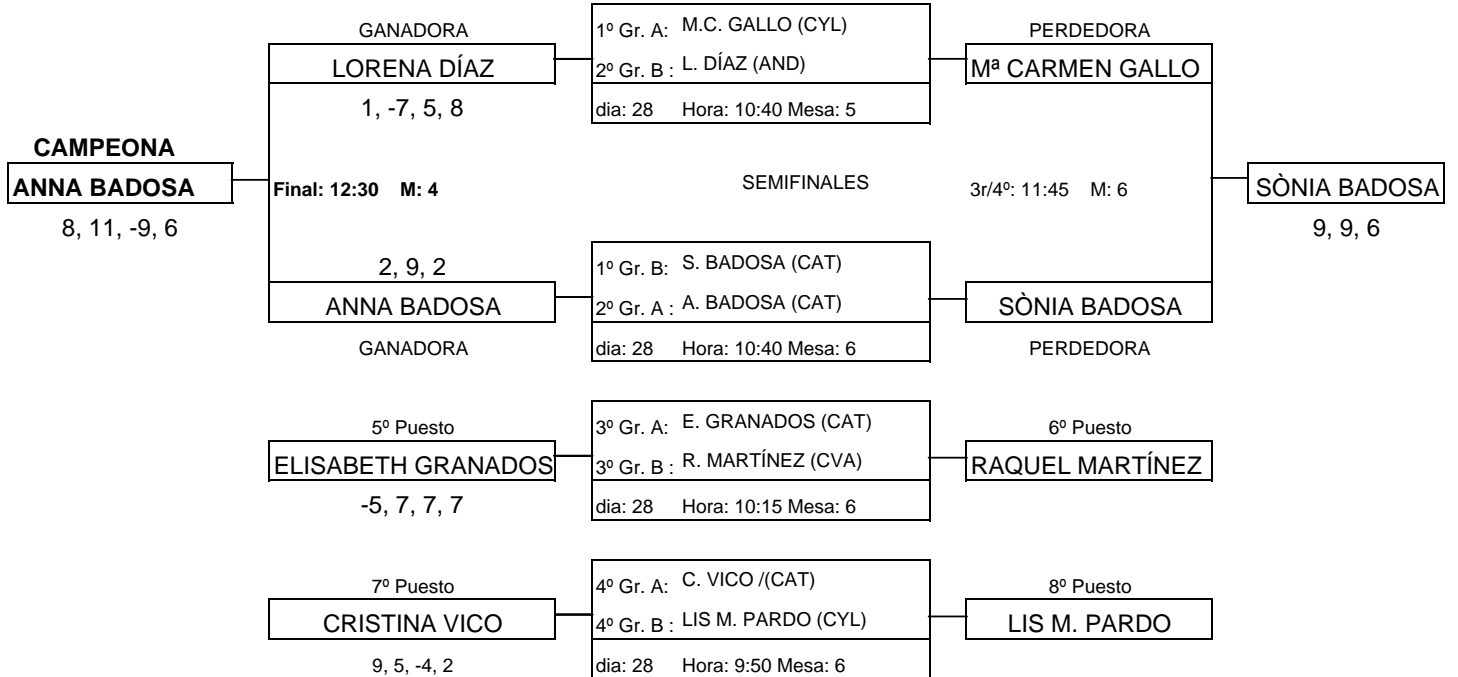 GANADORA
1º Gr. A: M.C. GALLO (CYL)
PERDEDORA
LORENA DÍAZ
2º Gr. B : L. DÍAZ (AND)
Mª CARMEN GALLO
1, -7, 5, 8
dia: 28 Hora: 10:40 Mesa: 5
CAMPEONA
ANNA BADOSA
Final: 12:30 M: 4
SEMIFINALES
3r/4º: 11:45 M: 6
SÒNIA BADOSA
8, 11, -9, 6
9, 9, 6
2, 9, 2
1º Gr. B: S. BADOSA (CAT)
ANNA BADOSA
2º Gr. A : A. BADOSA (CAT)
SÒNIA BADOSA
GANADORA
dia: 28 Hora: 10:40 Mesa: 6
PERDEDORA
5º Puesto
3º Gr. A: E. GRANADOS (CAT)
6º Puesto
ELISABETH GRANADOS
3º Gr. B : R. MARTÍNEZ (CVA)
RAQUEL MARTÍNEZ
-5, 7, 7, 7
dia: 28 Hora: 10:15 Mesa: 6
7º Puesto
4º Gr. A: C. VICO /(CAT)
8º Puesto
CRISTINA VICO
4º Gr. B : LIS M. PARDO (CYL)
LIS M. PARDO
9, 5, -4, 2
dia: 28 Hora: 9:50 Mesa: 6